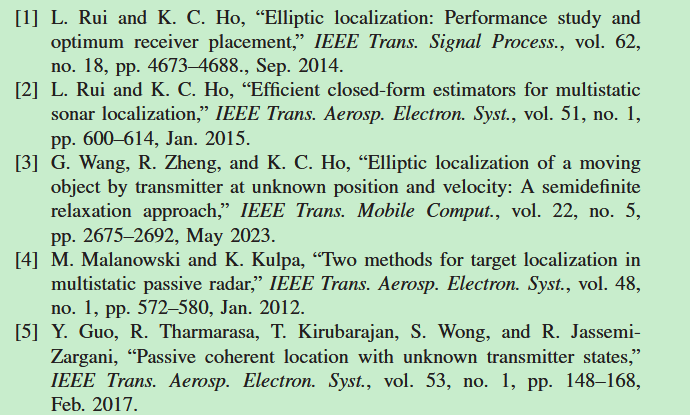 [1] L. Rui and K. C. Ho, “Elliptic localization: Performance study and
optimum receiver placement,” IEEE Trans. Signal Process., vol. 62,
no. 18, pp. 4673–4688., Sep. 2014.
[2] L. Rui and K. C. Ho, “Efficient closed-form estimators for multistatic
sonar localization,” IEEE Trans. Aerosp. Electron. Syst., vol. 51, no. 1,
pp. 600–614, Jan. 2015.
[3] G. Wang, R. Zheng, and K. C. Ho, “Elliptic localization of a moving
object by transmitter at unknown position and velocity: A semidefinite
relaxation approach,” IEEE Trans. Mobile Comput., vol. 22, no. 5,
pp. 2675–2692, May 2023.
[4] M. Malanowski and K. Kulpa, “Two methods for target localization in
multistatic passive radar,” IEEE Trans. Aerosp. Electron. Syst., vol. 48,
no. 1, pp. 572–580, Jan. 2012.
[5] Y. Guo, R. Tharmarasa, T. Kirubarajan, S. Wong, and R. Jassemi-
Zargani, “Passive coherent location with unknown transmitter states,”
IEEE Trans. Aerosp. Electron. Syst., vol. 53, no. 1, pp. 148–168,
Feb. 2017.